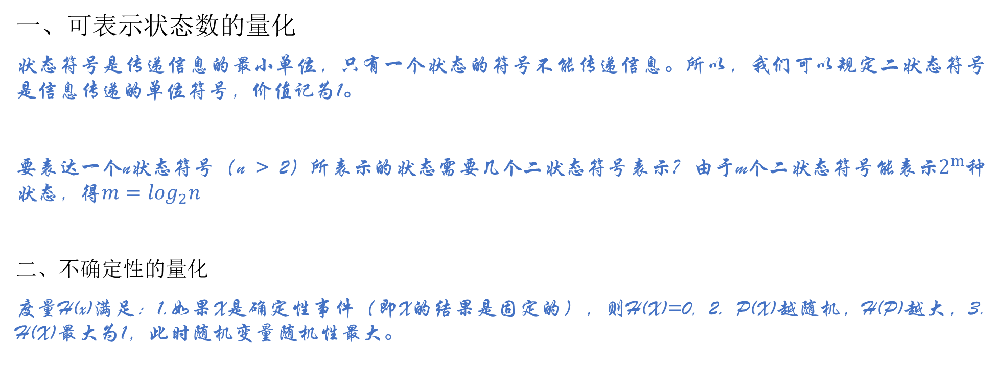 一、可表示状态数的量化
状态符号是传递信息的最小单位，只有一个状态的符号不能传递信息。所以，我们可以规定二状态符号
是信息传递的单位符号，价值记为1。
要表达一个n状态符号（n > 2）所表示的状态需要几个二状态符号表示？由于m个二状态符号能表示2^m种
状态，得m = log₂n
二、不确定性的量化
度量H(x)满足：1.如果X是确定性事件（即X的结果是固定的），则H(X)=0, 2. P(X)越随机，H(P)越大，3.
H(X)最大为1，此时随机变量随机性最大。